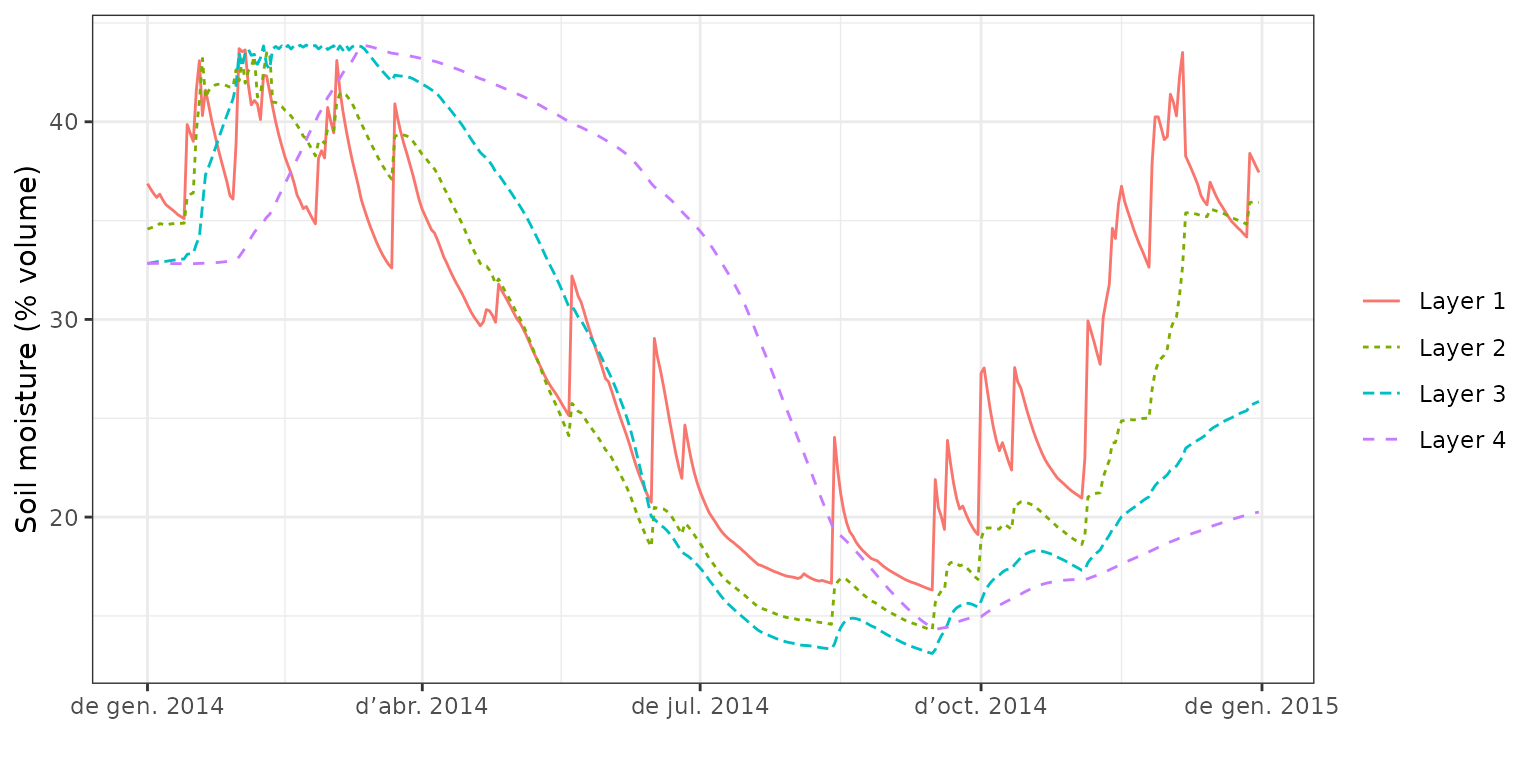 Soil moisture (% volume)
40
30
20
de gen. 2014
d’abr. 2014
de jul. 2014
d’oct. 2014
de gen. 2015
Layer 1
Layer 2
Layer 3
Layer 4